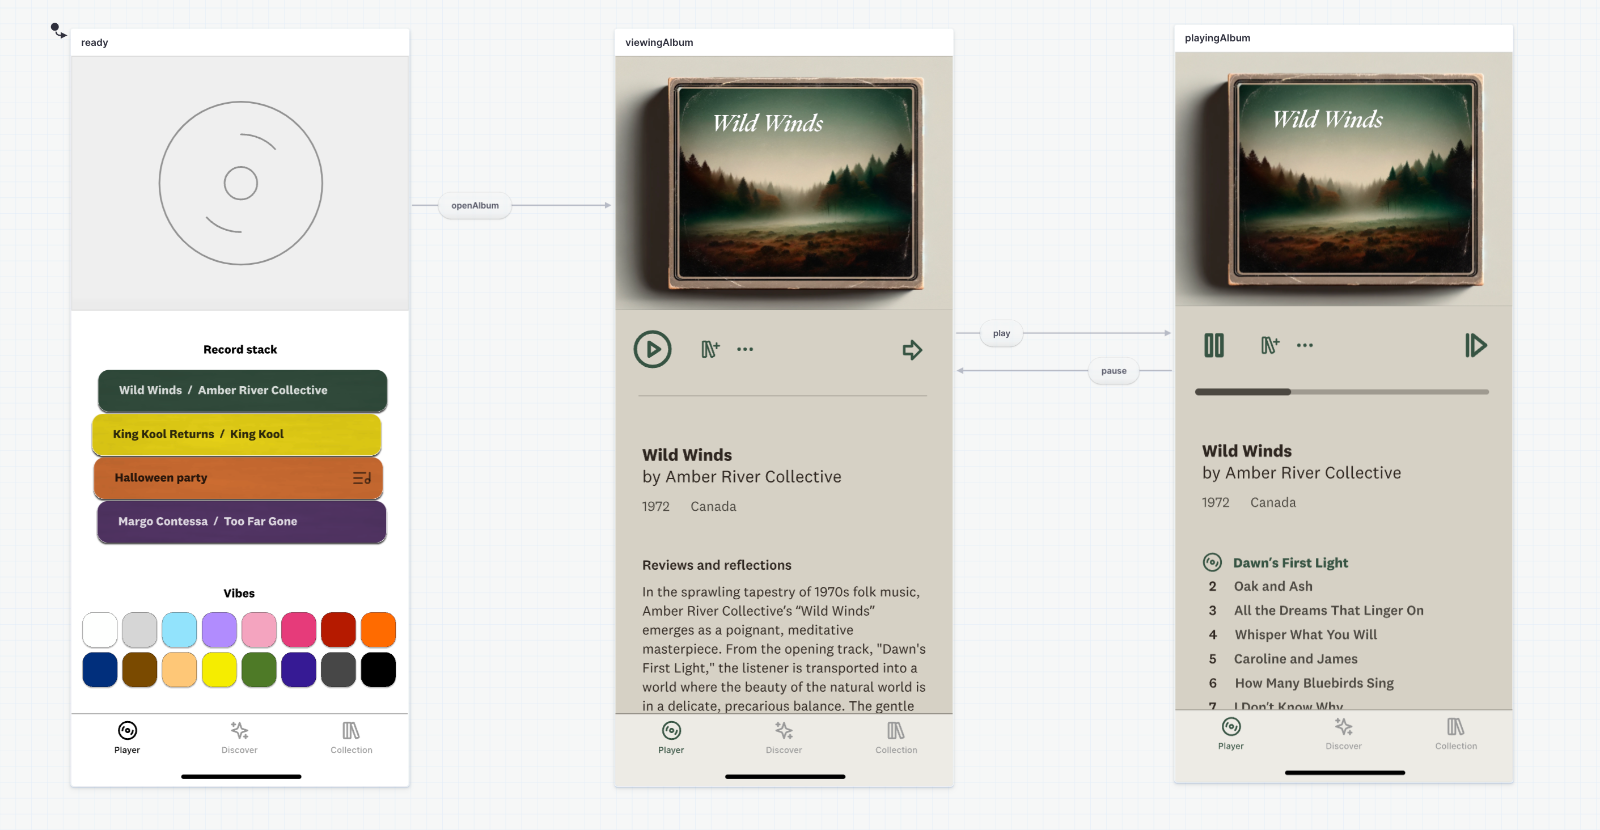 ready
Record stack
Wild Winds / Amber River Collective
King Kool Returns / King Kool
Halloween party
Margo Contessa / Too Far Gone
Vibes
Player
Discover
Collection
openAlbum
viewingAlbum
Wild Winds
Wild Winds
by Amber River Collective
1972 Canada
Reviews and reflections
In the sprawling tapestry of 1970s folk music,
Amber River Collective's “Wild Winds”
emerges as a poignant, meditative
masterpiece. From the opening track, "Dawn's
First Light," the listener is transported into a
world where the beauty of the natural world is
in a delicate, precarious balance. The gentle
Player
Discover
Collection
play
pause
playingAlbum
Wild Winds
Wild Winds
by Amber River Collective
1972 Canada
Dawn's First Light
2 Oak and Ash
3 All the Dreams That Linger On
4 Whisper What You Will
5 Caroline and James
6 How Many Bluebirds Sing
7 I Don't Know Why
Player
Discover
Collection